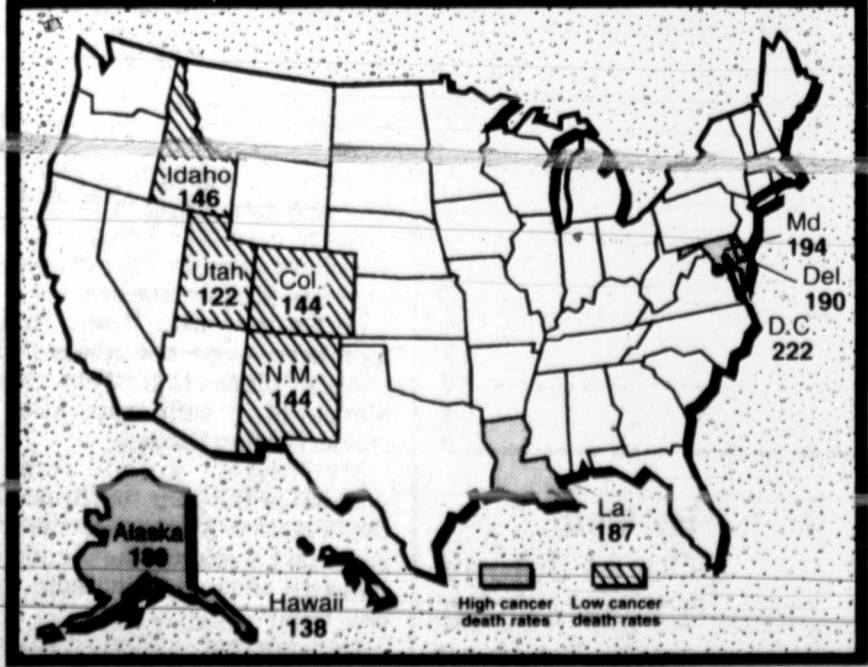 Idaho
146
Utah
122
Col.
144
N.M.
144
Md.
194
Del.
190
D.C.
222
La.
187
Alaska
Hawaii
138
High cancer
death rates
Low cancer
death rates